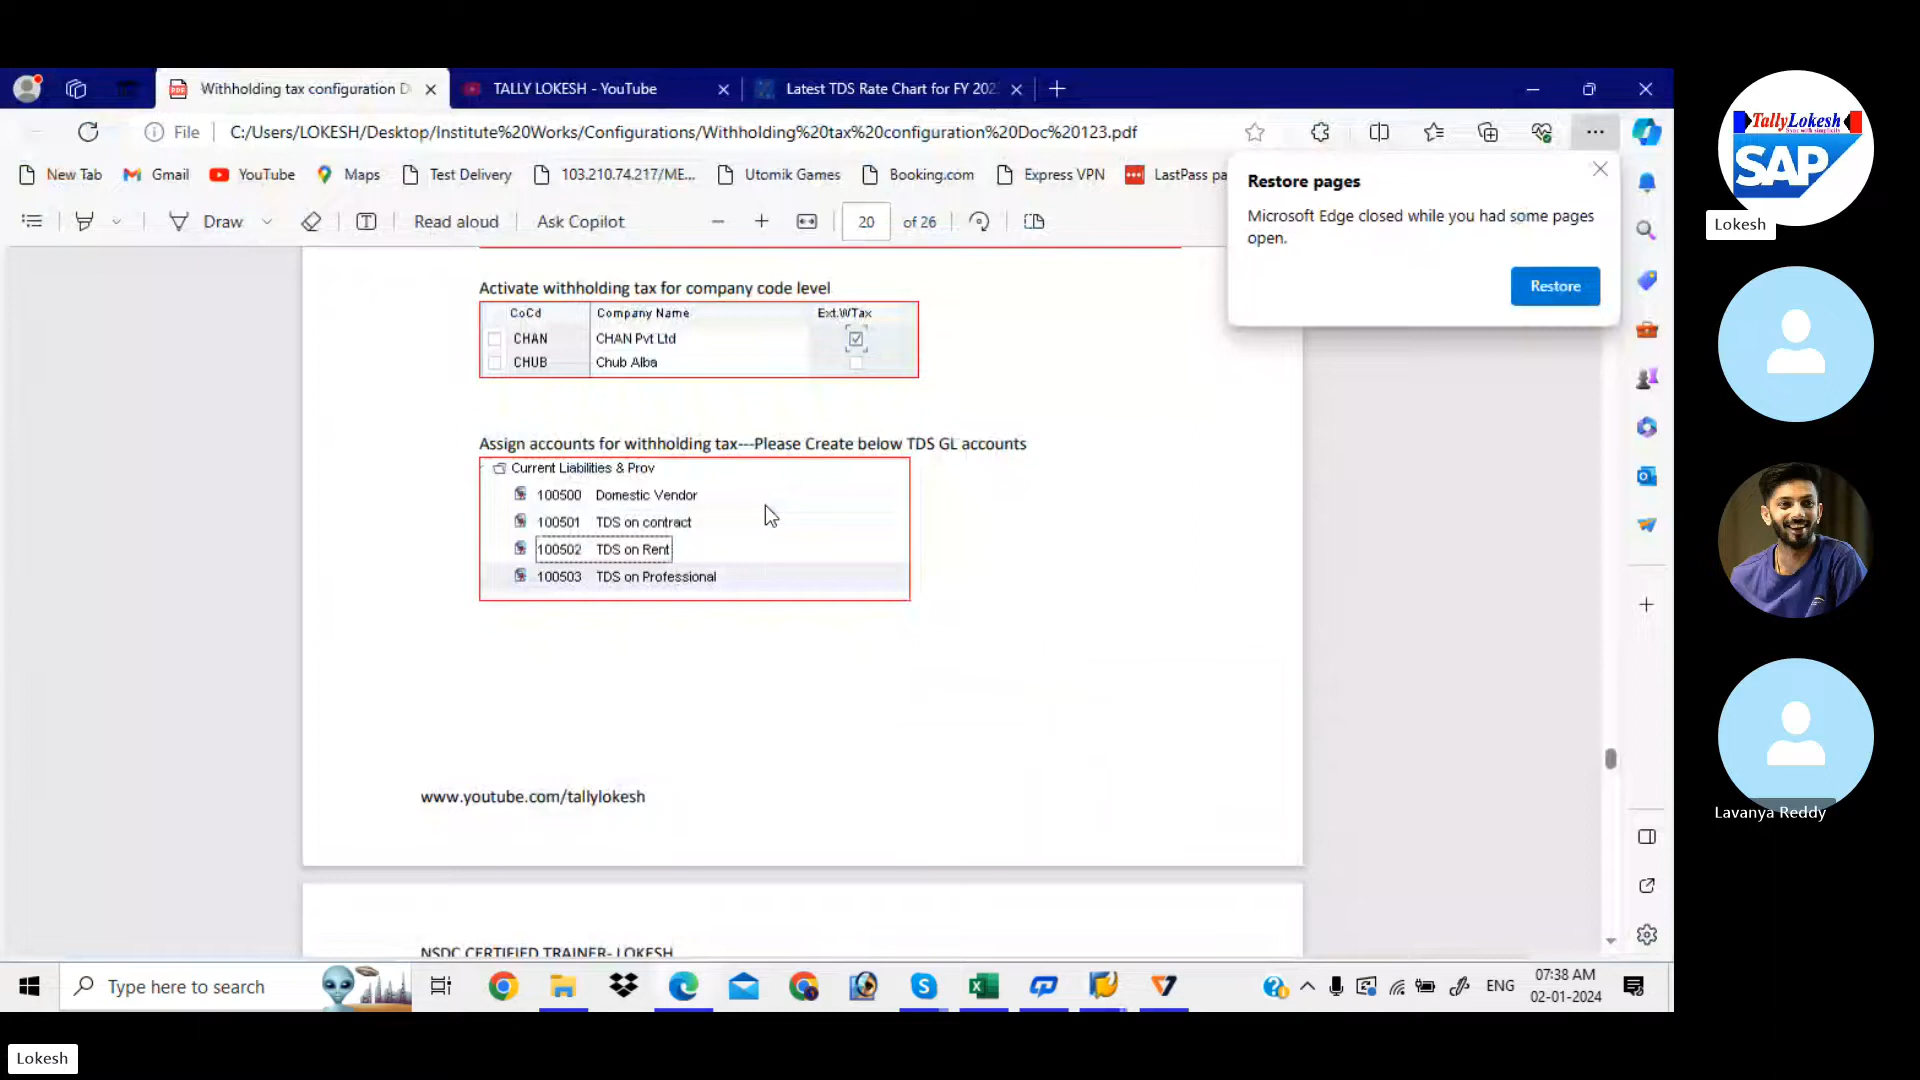 Withholding tax configuration D
TALLY LOKESH - YouTube
Latest TDS Rate Chart for FY 202
File
C:/Users/LOKESH/Desktop/Institute%20Works/Configurations/Withholding%20tax%20configuration%20Doc%20123.pdf
New Tab
Gmail
YouTube
Maps
Test Delivery
103.210.74.217/ME...
Utomik Games
Booking.com
Express VPN
LastPass pa
Draw
Read aloud
Ask Copilot
20
of 26
Restore pages
Microsoft Edge closed while you had some pages
open.
Restore
Activate withholding tax for company code level
CoCd Company Name Ext.WTax
CHAN CHAN Pvt Ltd
CHUB Chub Alba
Assign accounts for withholding tax---Please Create below TDS GL accounts
Current Liabilities & Prov
100500 Domestic Vendor
100501 TDS on contract
100502 TDS on Rent
100503 TDS on Professional
www.youtube.com/tallylokesh
NSDC CERTIFIED TRAINER- LOKESH
Type here to search
ENG
07:38 AM
02-01-2024
TallyLokesh
SAP
Lokesh
Lavanya Reddy
Lokesh